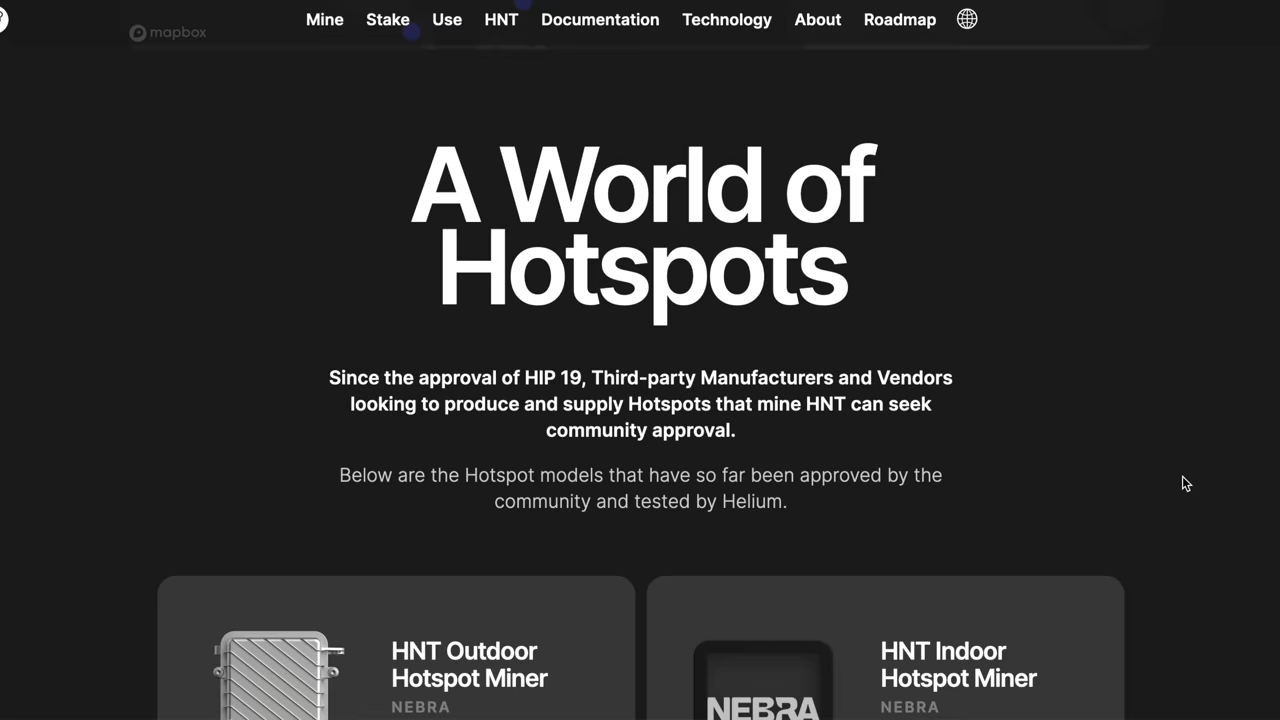 Mine Stake Use HNT Documentation Technology About Roadmap
mapbox
A World of
Hotspots
Since the approval of HIP 19, Third-party Manufacturers and Vendors
looking to produce and supply Hotspots that mine HNT can seek
community approval.
Below are the Hotspot models that have so far been approved by the
community and tested by Helium.
HNT Outdoor
Hotspot Miner
NEBRA
NEBRA
HNT Indoor
Hotspot Miner
NEBRA